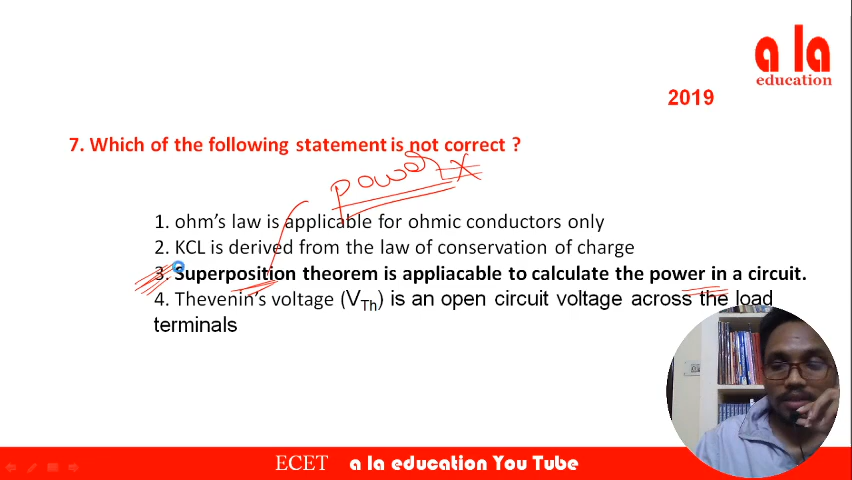 a la
education
2019
7. Which of the following statement is not correct ?
power x
1. ohm's law is applicable for ohmic conductors only
2. KCL is derived from the law of conservation of charge
3. Superposition theorem is appliacable to calculate the power in a circuit.
4. Thevenin's voltage (VTh) is an open circuit voltage across the load
terminals
ECET a la education You Tube